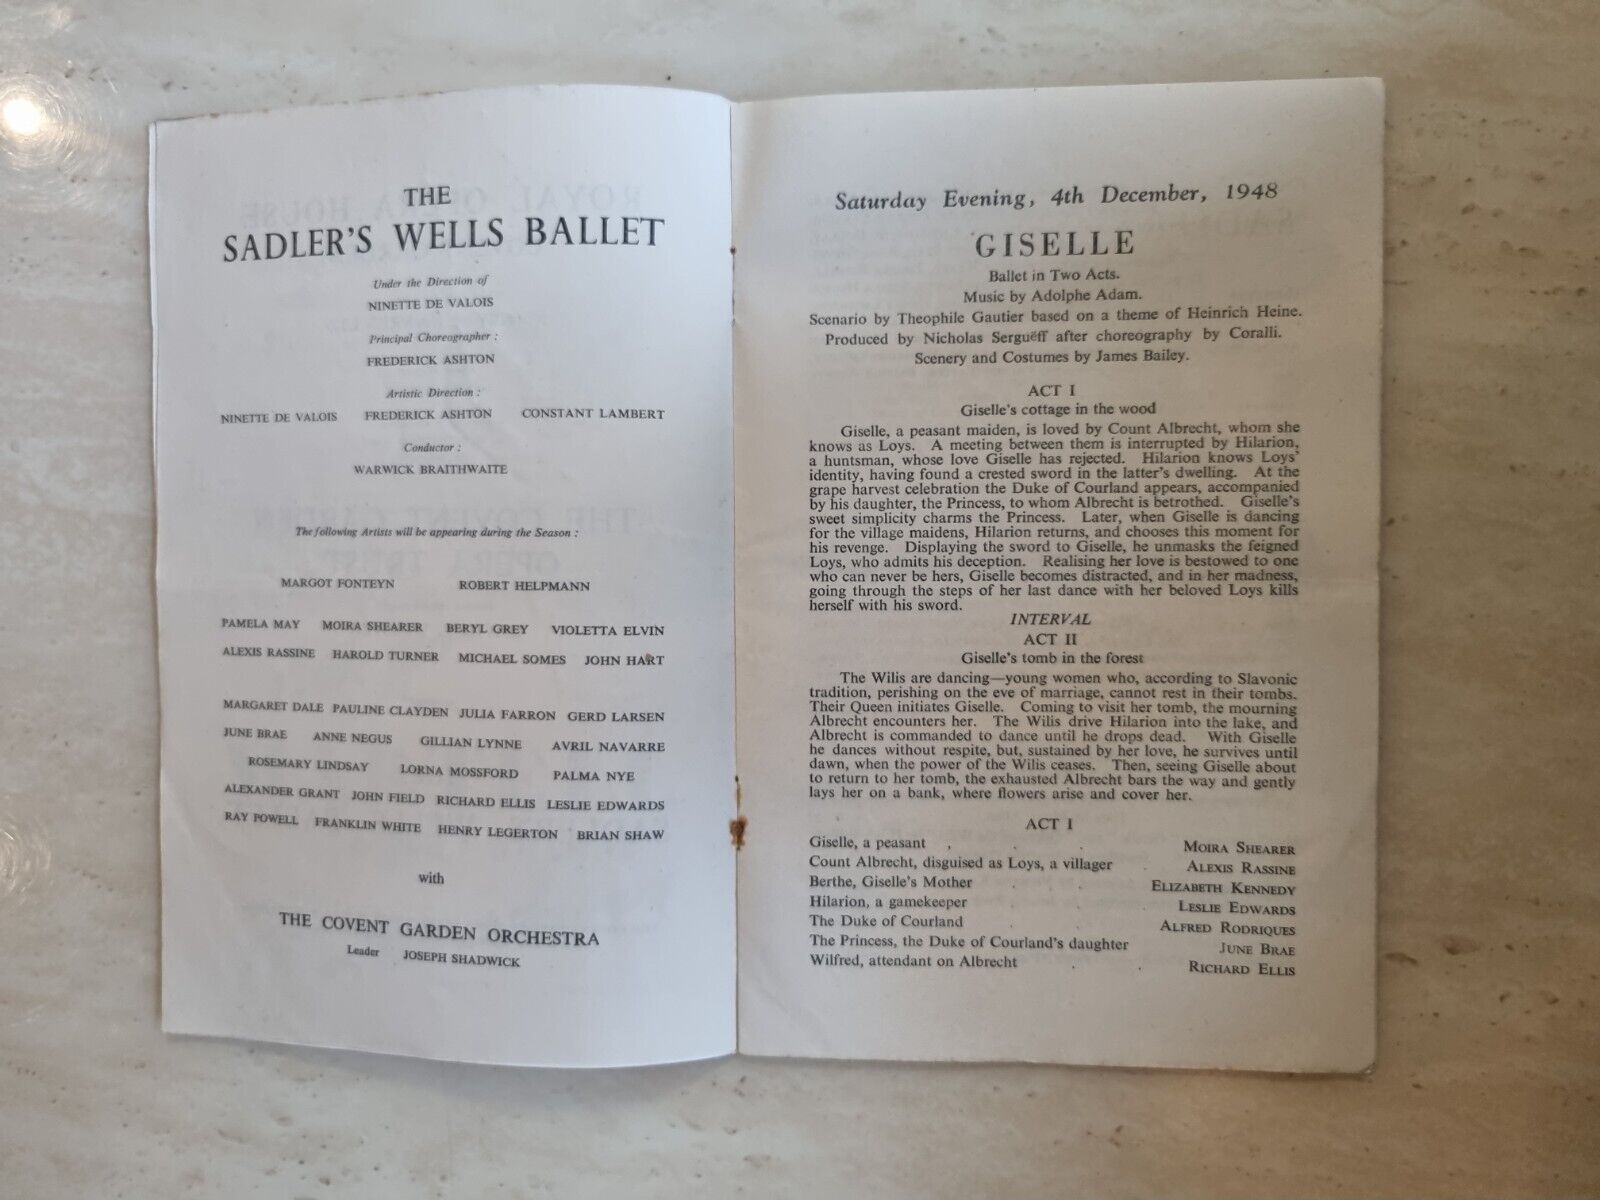 THE
SADLER'S WELLS BALLET
Under the Direction of
NINETTE DE VALOIS
Principal Choreographer :
FREDERICK ASHTON
Artistic Direction :
NINETTE DE VALOIS FREDERICK ASHTON CONSTANT LAMBERT
Conductor :
WARWICK BRAITHWAITE
The following Artists will be appearing during the Season :
MARGOT FONTEYN ROBERT HELPMANN
PAMELA MAY MOIRA SHEARER BERYL GREY VIOLETTA ELVIN
ALEXIS RASSINE HAROLD TURNER MICHAEL SOMES JOHN HART
MARGARET DALE PAULINE CLAYDEN JULIA FARRON GERD LARSEN
JUNE BRAE ANNE NEGUS GILLIAN LYNNE AVRIL NAVARRE
ROSEMARY LINDSAY LORNA MOSSFORD PALMA NYE
ALEXANDER GRANT JOHN FIELD RICHARD ELLIS LESLIE EDWARDS
RAY POWELL FRANKLIN WHITE HENRY LEGERTON BRIAN SHAW
with
THE COVENT GARDEN ORCHESTRA
Leader JOSEPH SHADWICK
Saturday Evening, 4th December, 1948
GISELLE
Ballet in Two Acts.
Music by Adolphe Adam.
Scenario by Theophile Gautier based on a theme of Heinrich Heine.
Produced by Nicholas Serguëff after choreography by Coralli.
Scenery and Costumes by James Bailey.
ACT I
Giselle's cottage in the wood
Giselle, a peasant maiden, is loved by Count Albrecht, whom she
knows as Loys. A meeting between them is interrupted by Hilarion,
a huntsman, whose love Giselle has rejected. Hilarion knows Loys'
identity, having found a crested sword in the latter's dwelling. At the
grape harvest celebration the Duke of Courland appears, accompanied
by his daughter, the Princess, to whom Albrecht is betrothed. Giselle's
sweet simplicity charms the Princess. Later, when Giselle is dancing
for the village maidens, Hilarion returns, and chooses this moment for
his revenge. Displaying the sword to Giselle, he unmasks the feigned
Loys, who admits his deception. Realising her love is bestowed to one
who can never be hers, Giselle becomes distracted, and in her madness,
going through the steps of her last dance with her beloved Loys kills
herself with his sword.
INTERVAL
ACT II
Giselle's tomb in the forest
The Wilis are dancing—young women who, according to Slavonic
tradition, perishing on the eve of marriage, cannot rest in their tombs.
Their Queen initiates Giselle. Coming to visit her tomb, the mourning
Albrecht encounters her. The Wilis drive Hilarion into the lake, and
Albrecht is commanded to dance until he drops dead. With Giselle
he dances without respite, but, sustained by her love, he survives until
dawn, when the power of the Wilis ceases. Then, seeing Giselle about
to return to her tomb, the exhausted Albrecht bars the way and gently
lays her on a bank, where flowers arise and cover her.
ACT I
Giselle, a peasant , . . MOIRA SHEARER
Count Albrecht, disguised as Loys, a villager . ALEXIS RASSINE
Berthe, Giselle's Mother . . ELIZABETH KENNEDY
Hilarion, a gamekeeper . . LESLIE EDWARDS
The Duke of Courland . . ALFRED RODRIQUES
The Princess, the Duke of Courland's daughter JUNE BRAE
Wilfred, attendant on Albrecht . . RICHARD ELLIS